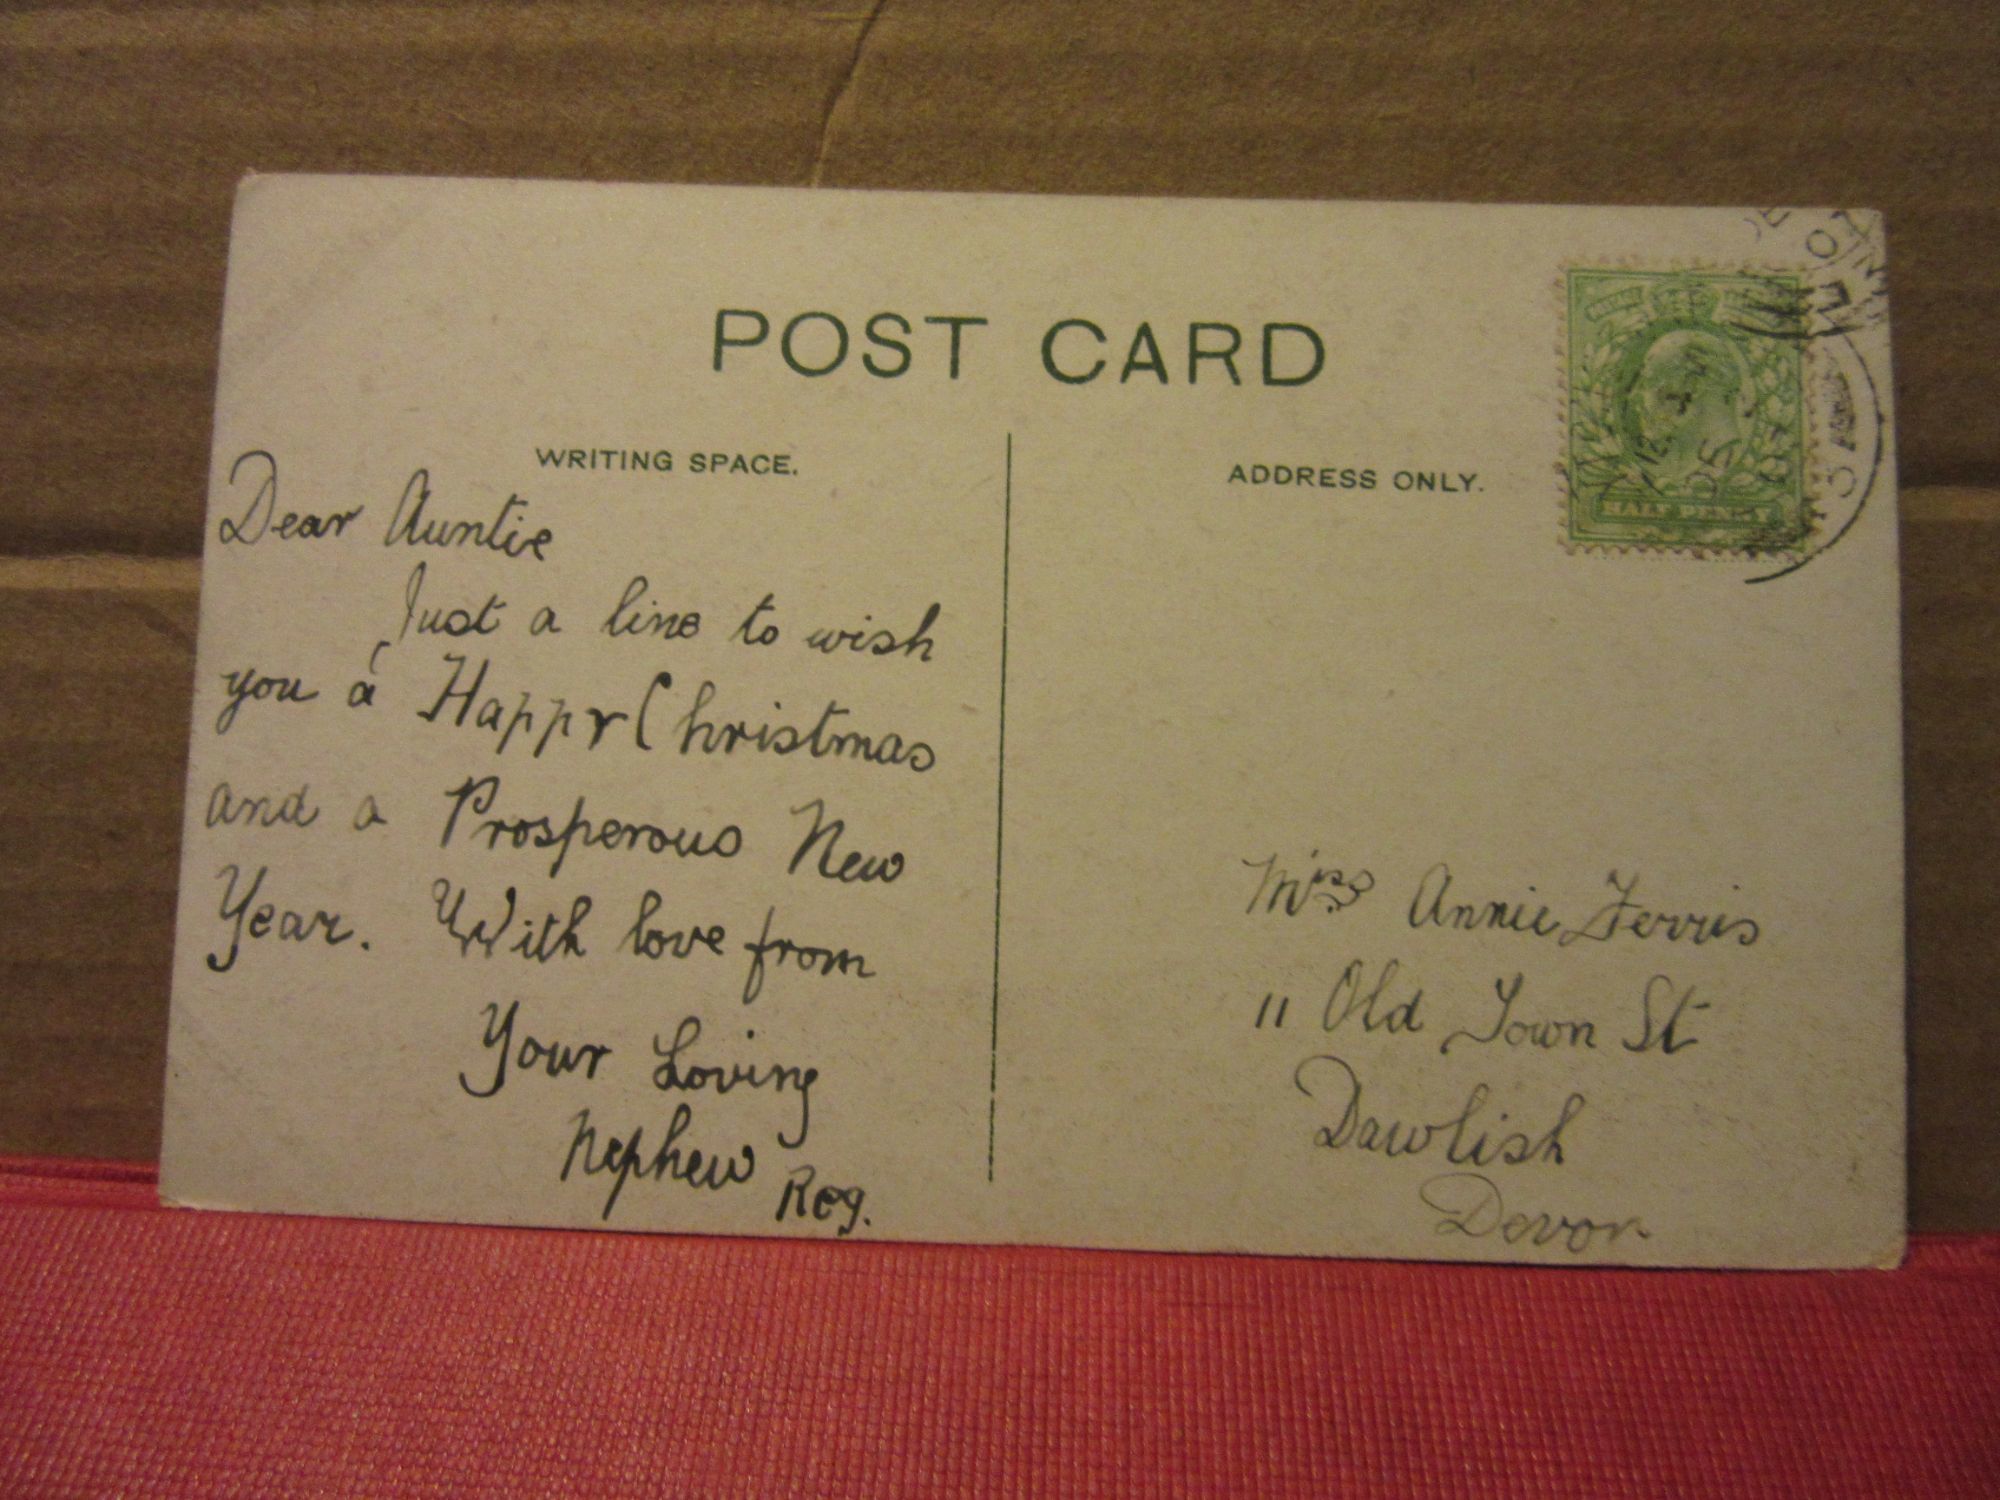 POST CARD
WRITING SPACE.
Dear Auntie
Just a line to wish
you a Happy Christmas
and a Prosperous New
Year. With love from
Your Loving
Nephew Reg.
ADDRESS ONLY.
HALF PENNY
Miss Annie Ferris
11 Old Town St
Dawlish
Devon